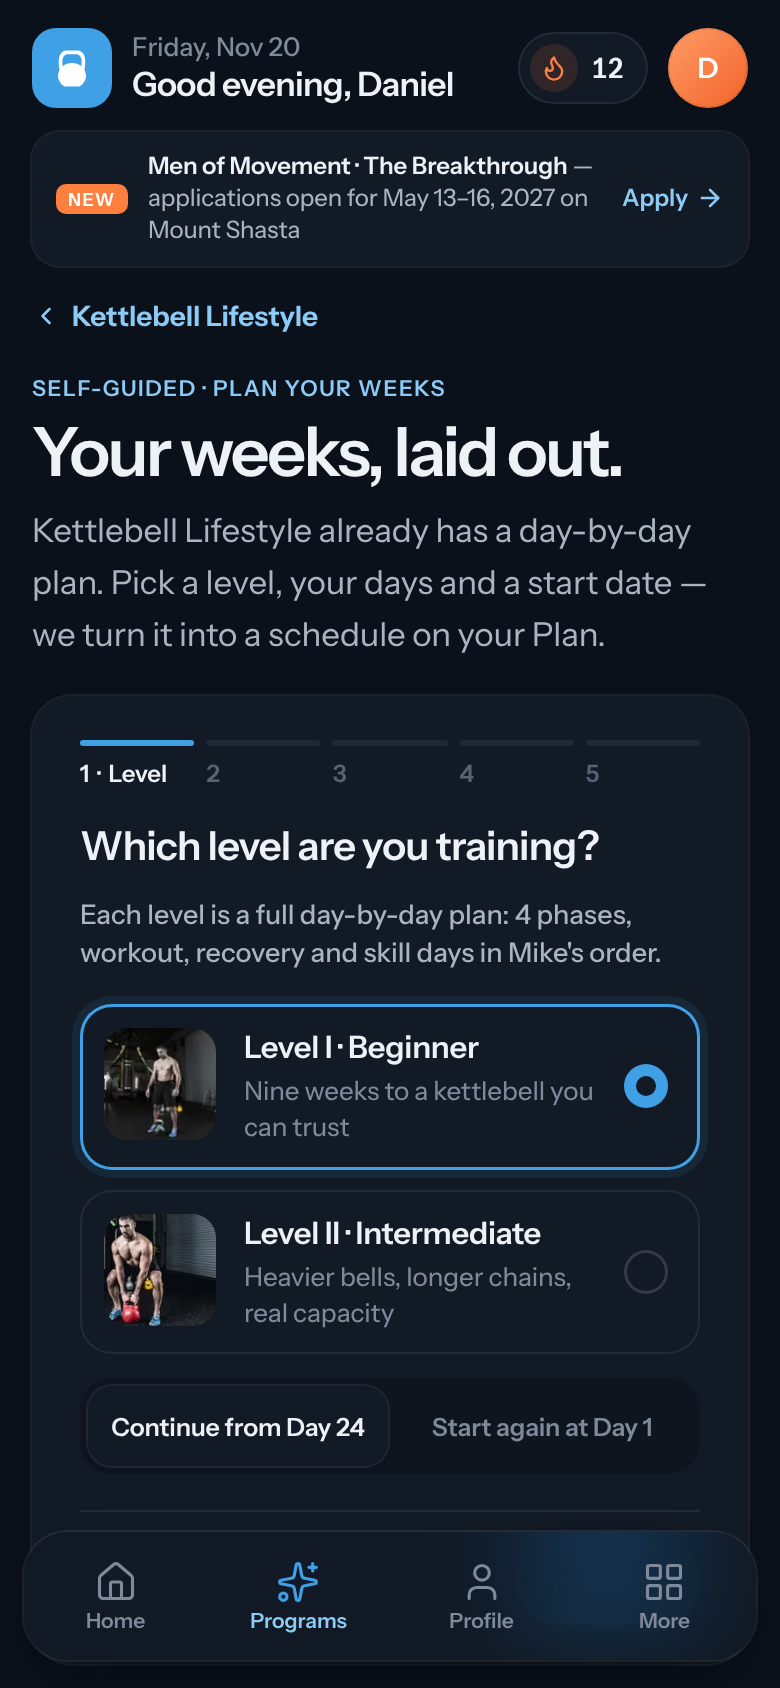 Friday, Nov 20
Good evening, Daniel
12
D
NEW
Men of Movement · The Breakthrough —
applications open for May 13–16, 2027 on
Mount Shasta
Apply →
Kettlebell Lifestyle
SELF-GUIDED · PLAN YOUR WEEKS
Your weeks, laid out.
Kettlebell Lifestyle already has a day-by-day
plan. Pick a level, your days and a start date —
we turn it into a schedule on your Plan.
1 · Level
2
3
4
5
Which level are you training?
Each level is a full day-by-day plan: 4 phases,
workout, recovery and skill days in Mike's order.
Level I · Beginner
Nine weeks to a kettlebell you
can trust
Level II · Intermediate
Heavier bells, longer chains,
real capacity
Continue from Day 24
Start again at Day 1
Home
Programs
Profile
More